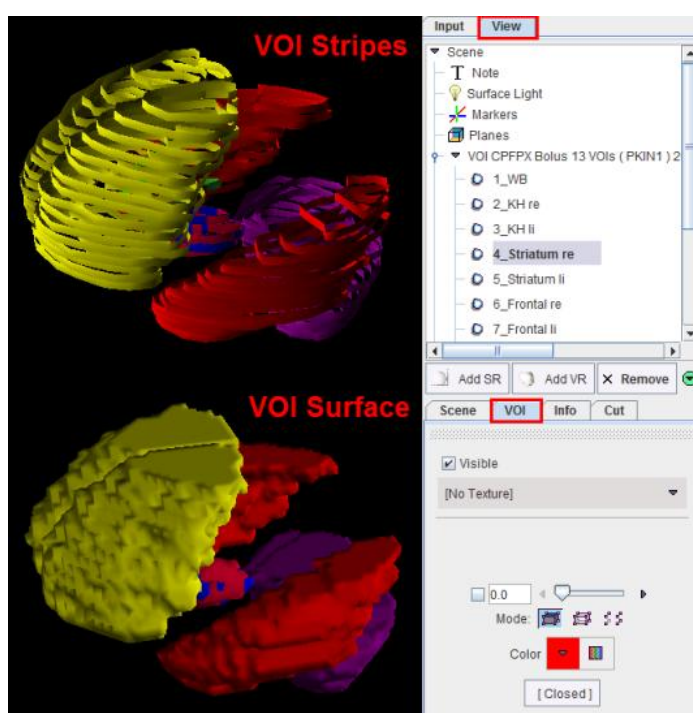 VOI Stripes
VOI Surface
Input View
Scene
T Note
Surface Light
Markers
Planes
VOI CPFPX Bolus 13 VOIs ( PKIN1 ) 2
1_WB
2_KH re
3_KH li
4_Striatum re
5_Striatum li
6_Frontal re
7_Frontal li
Add SR Add VR X Remove
Scene VOI Info Cut
Visible
[No Texture]
0.0
Mode:
Color
[ Closed ]